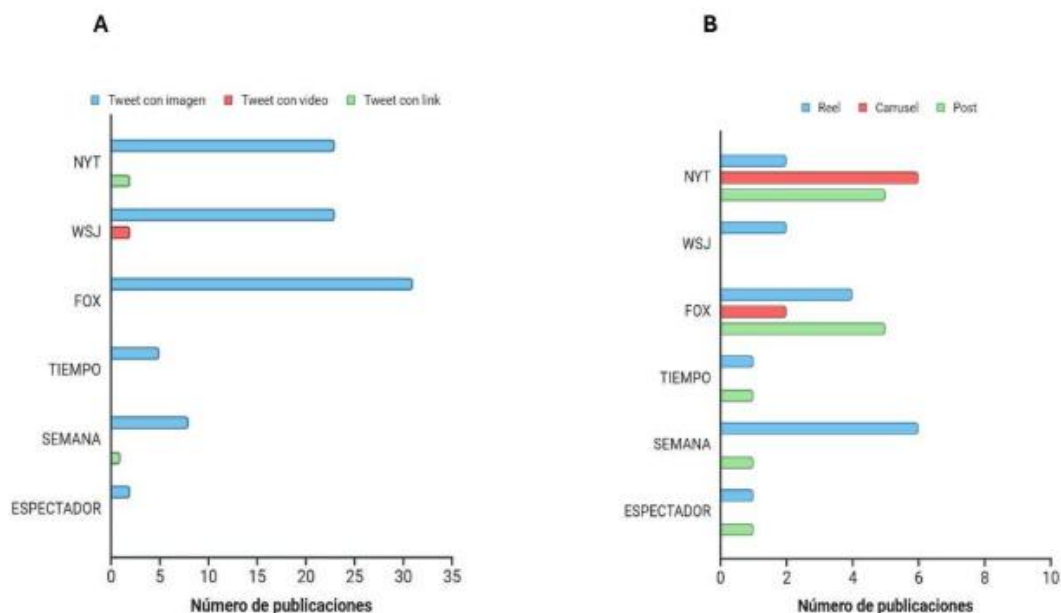 A
Tweet con imagen Tweet con video Tweet con link
NYT
WSJ
FOX
TIEMPO
SEMANA
ESPECTADOR
0 5 10 15 20 25 30 35
Número de publicaciones
B
Reel Carrusel Post
NYT
WSJ
FOX
TIEMPO
SEMANA
ESPECTADOR
0 2 4 6 8 10
Número de publicaciones